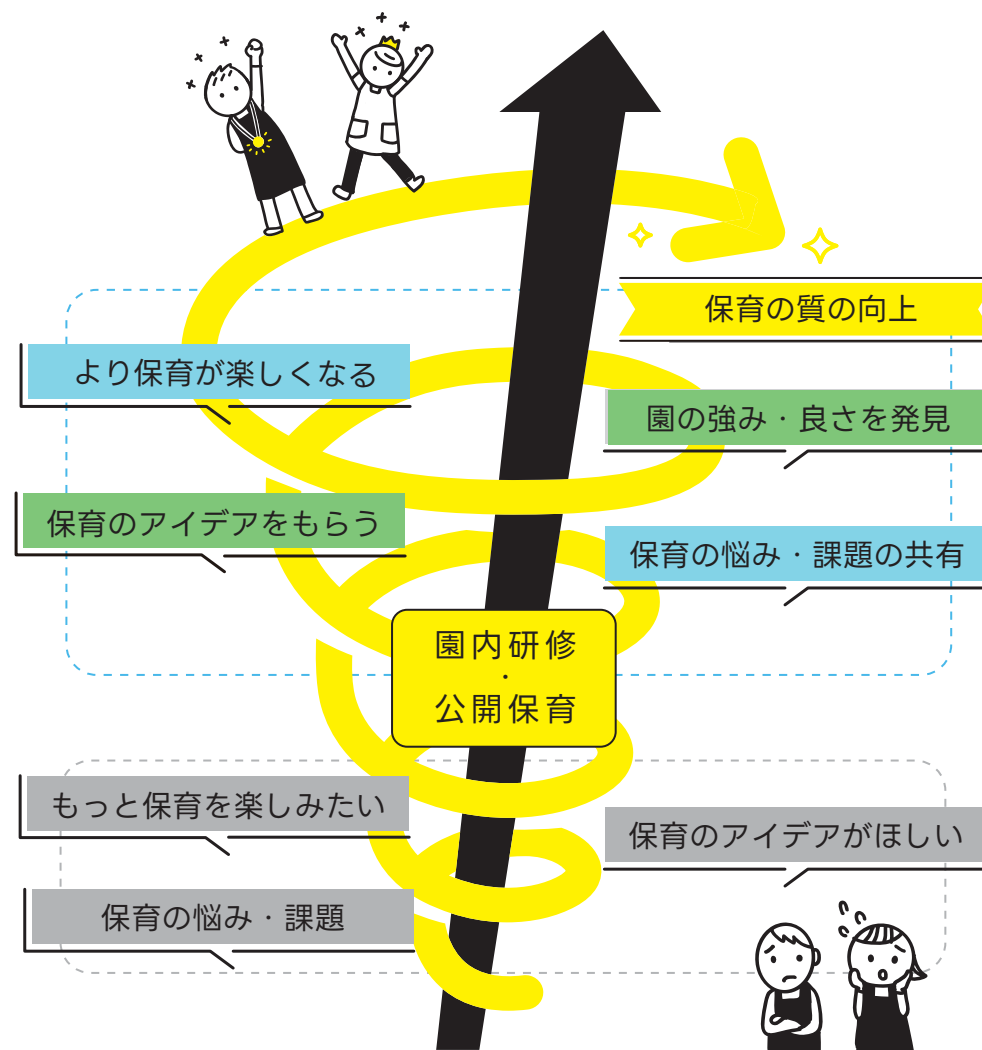 保育の質の向上
より保育が楽しくなる
園の強み・良さを発見
保育のアイデアをもらう
保育の悩み・課題の共有
園内研修
・
公開保育
もっと保育を楽しみたい
保育のアイデアがほしい
保育の悩み・課題